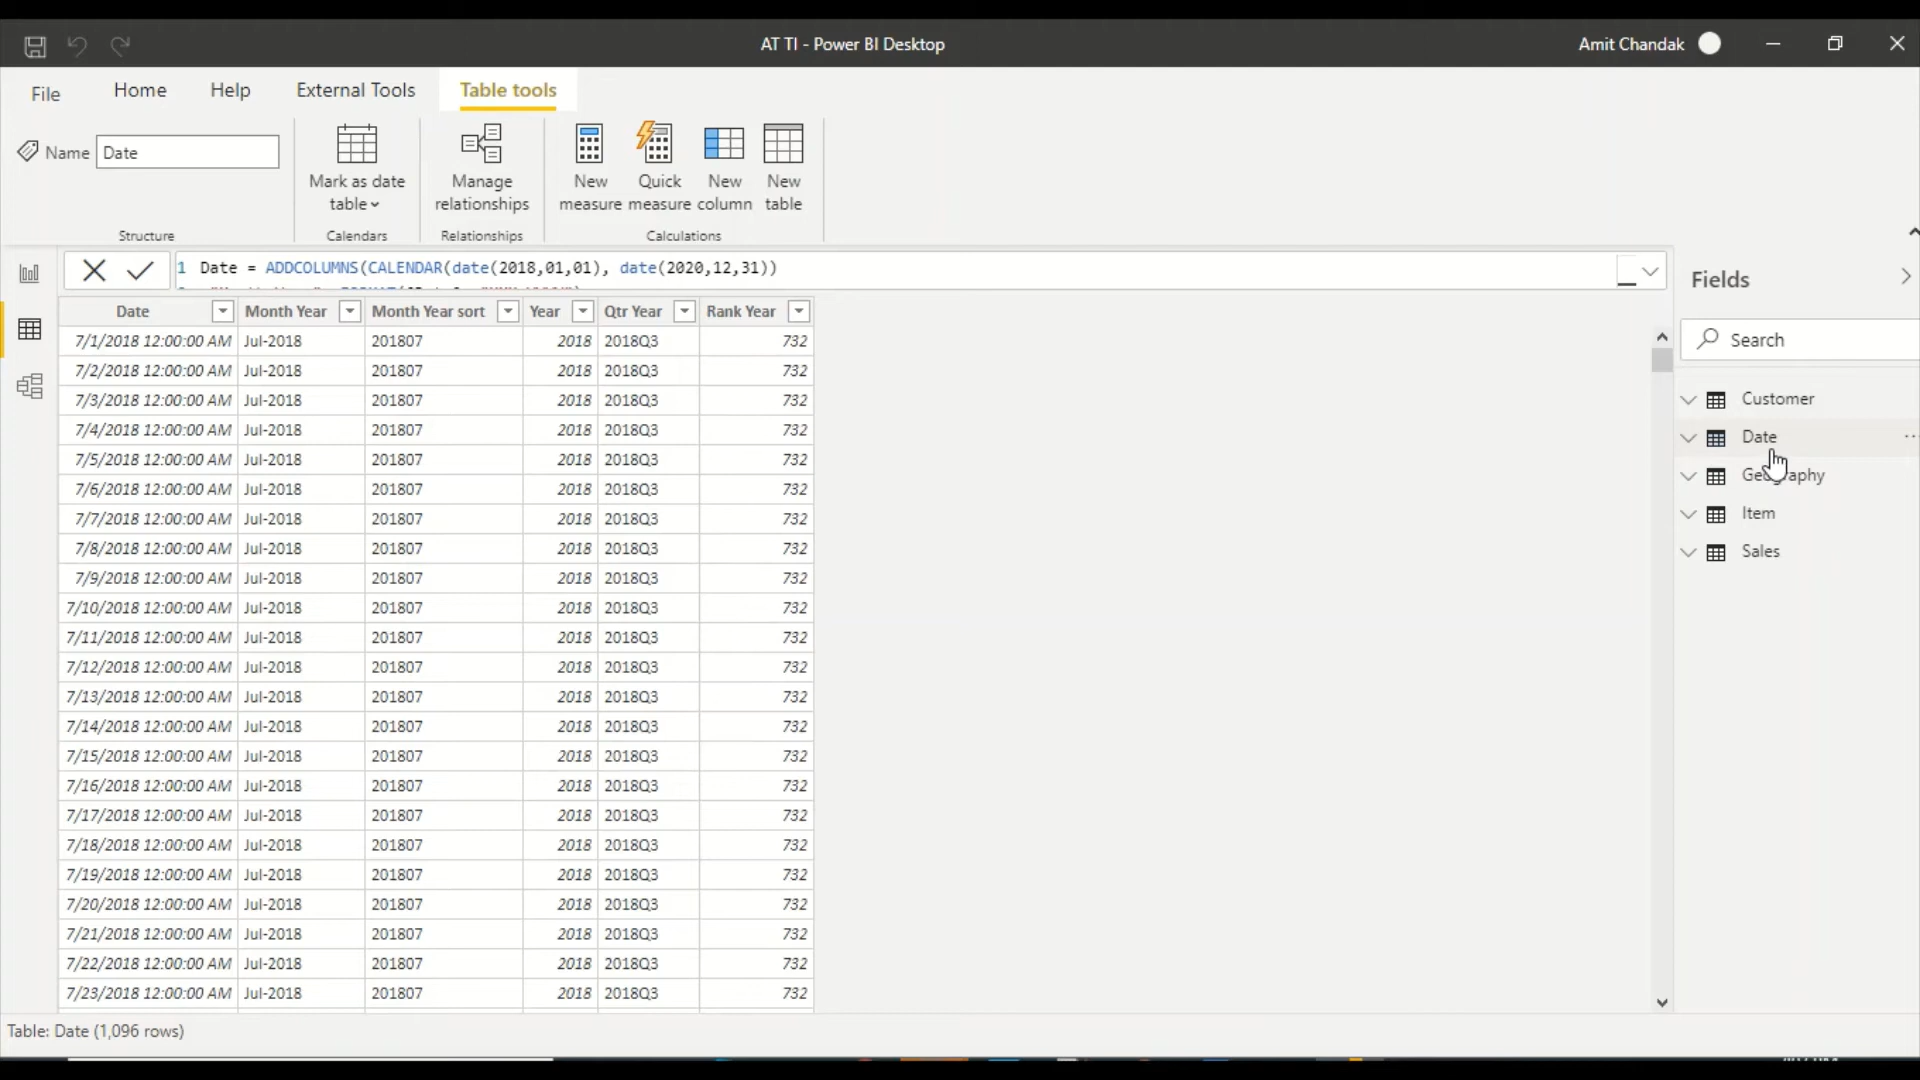 AT TI - Power BI Desktop
Amit Chandak
File Home Help External Tools Table tools
Name Date
Mark as date table
Manage relationships
New measure
Quick measure
New column
New table
Structure Calendars Relationships Calculations
1 Date = ADDCOLUMNS(CALENDAR(date(2018,01,01), date(2020,12,31))
Date Month Year Month Year sort Year Qtr Year Rank Year
7/1/2018 12:00:00 AM Jul-2018 201807 2018 2018Q3 732
7/2/2018 12:00:00 AM Jul-2018 201807 2018 2018Q3 732
7/3/2018 12:00:00 AM Jul-2018 201807 2018 2018Q3 732
7/4/2018 12:00:00 AM Jul-2018 201807 2018 2018Q3 732
7/5/2018 12:00:00 AM Jul-2018 201807 2018 2018Q3 732
7/6/2018 12:00:00 AM Jul-2018 201807 2018 2018Q3 732
7/7/2018 12:00:00 AM Jul-2018 201807 2018 2018Q3 732
7/8/2018 12:00:00 AM Jul-2018 201807 2018 2018Q3 732
7/9/2018 12:00:00 AM Jul-2018 201807 2018 2018Q3 732
7/10/2018 12:00:00 AM Jul-2018 201807 2018 2018Q3 732
7/11/2018 12:00:00 AM Jul-2018 201807 2018 2018Q3 732
7/12/2018 12:00:00 AM Jul-2018 201807 2018 2018Q3 732
7/13/2018 12:00:00 AM Jul-2018 201807 2018 2018Q3 732
7/14/2018 12:00:00 AM Jul-2018 201807 2018 2018Q3 732
7/15/2018 12:00:00 AM Jul-2018 201807 2018 2018Q3 732
7/16/2018 12:00:00 AM Jul-2018 201807 2018 2018Q3 732
7/17/2018 12:00:00 AM Jul-2018 201807 2018 2018Q3 732
7/18/2018 12:00:00 AM Jul-2018 201807 2018 2018Q3 732
7/19/2018 12:00:00 AM Jul-2018 201807 2018 2018Q3 732
7/20/2018 12:00:00 AM Jul-2018 201807 2018 2018Q3 732
7/21/2018 12:00:00 AM Jul-2018 201807 2018 2018Q3 732
7/22/2018 12:00:00 AM Jul-2018 201807 2018 2018Q3 732
7/23/2018 12:00:00 AM Jul-2018 201807 2018 2018Q3 732
Fields
Search
Customer
Date
Geography
Item
Sales
Table: Date (1,096 rows)